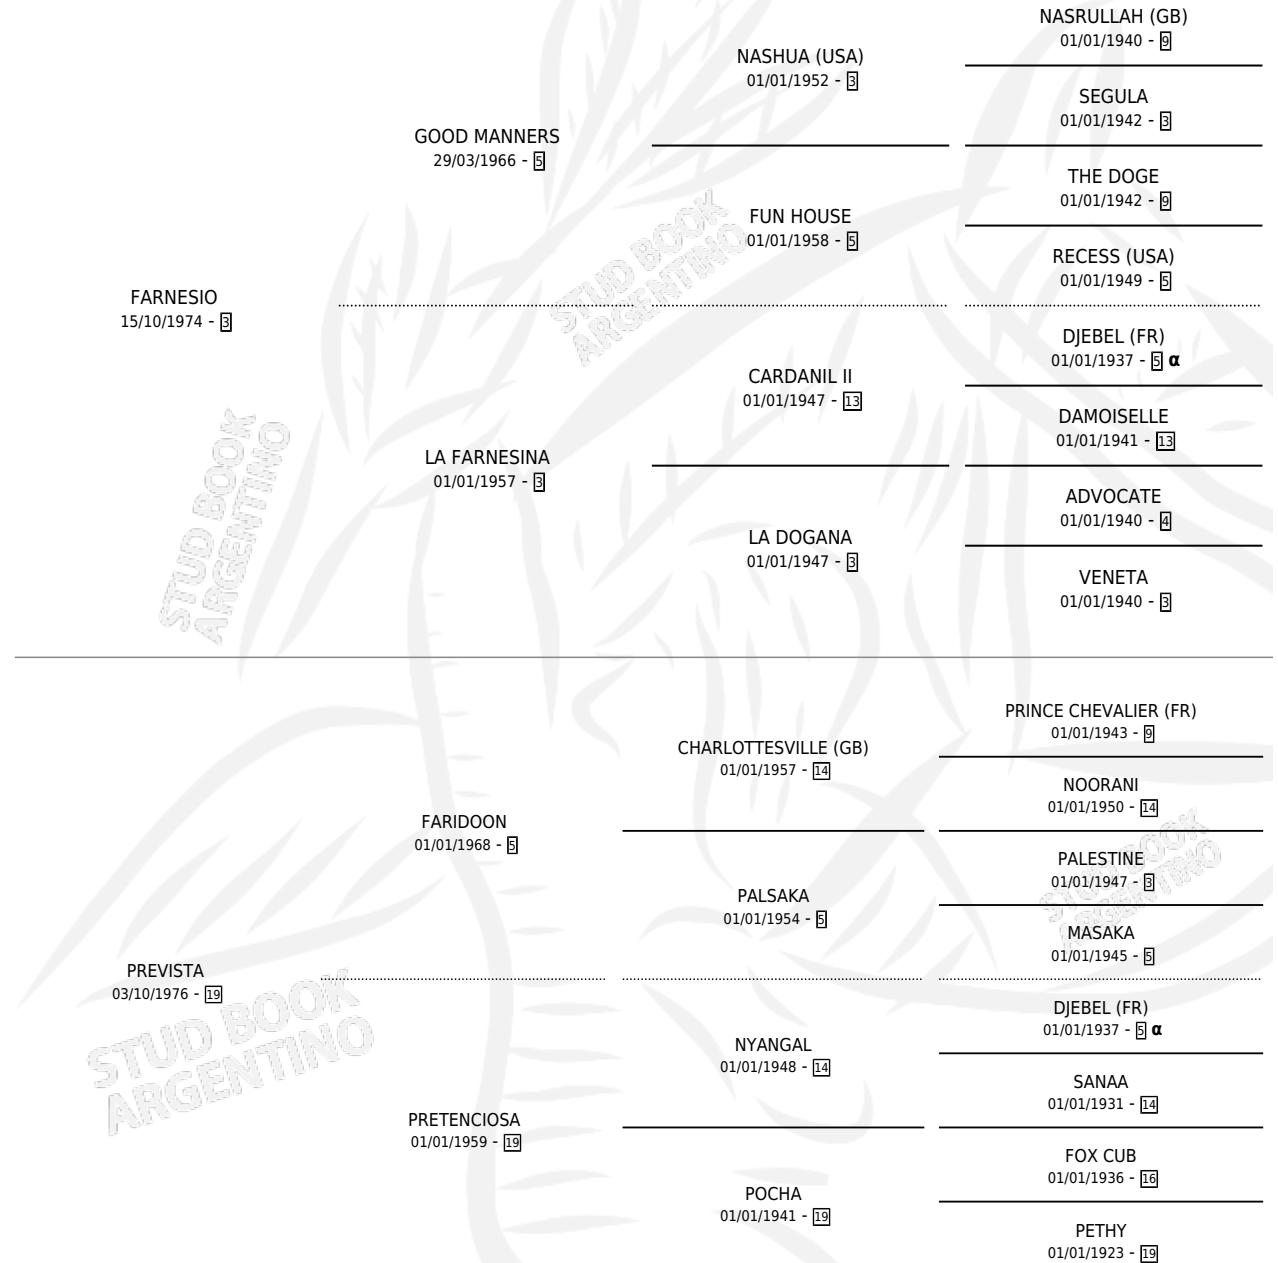 NASRULLAH (GB)
01/01/1940 - 9
NASHUA (USA)
01/01/1952 - 3
SEGULA
01/01/1942 - 3
GOOD MANNERS
29/03/1966 - 5
THE DOGE
01/01/1942 - 9
FUN HOUSE
01/01/1958 - 5
RECESS (USA)
01/01/1949 - 5
FARNESIO
15/10/1974 - 3
DJEBEL (FR)
01/01/1937 - 5 α
CARDANIL II
01/01/1947 - 13
DAMOISELLE
01/01/1941 - 13
LA FARNESINA
01/01/1957 - 3
ADVOCATE
01/01/1940 - 4
LA DOGANA
01/01/1947 - 3
VENETA
01/01/1940 - 3
PRINCE CHEVALIER (FR)
01/01/1943 - 9
CHARLOTTESVILLE (GB)
01/01/1957 - 14
NOORANI
01/01/1950 - 14
FARIDOON
01/01/1968 - 5
PALESTINE
01/01/1947 - 3
PALSAKA
01/01/1954 - 5
MASAKA
01/01/1945 - 5
PREVISTA
03/10/1976 - 19
DJEBEL (FR)
01/01/1937 - 5 α
NYANGAL
01/01/1948 - 14
SANAA
01/01/1931 - 14
PRETENCIOSA
01/01/1959 - 19
FOX CUB
01/01/1936 - 16
POCHA
01/01/1941 - 19
PETHY
01/01/1923 - 19
STUD BOOK
ARGENTINO
STUD BOOK
ARGENTINO
STUD BOOK
ARGENTINO
STUD BOOK
ARGENTINO